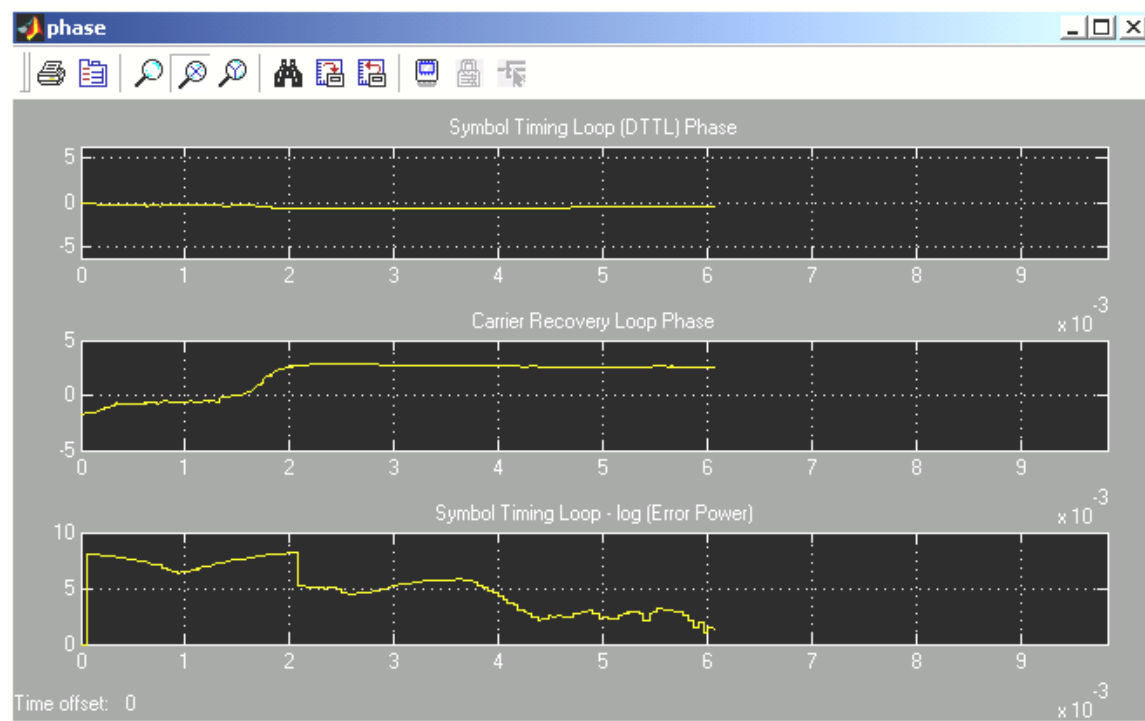 phase
Symbol Timing Loop (DTTL) Phase
5
0
-5
0 1 2 3 4 5 6 7 8 9
x 10^-3
Carrier Recovery Loop Phase
5
0
-5
0 1 2 3 4 5 6 7 8 9
x 10^-3
Symbol Timing Loop - log (Error Power)
10
5
0
0 1 2 3 4 5 6 7 8 9
x 10^-3
Time offset: 0